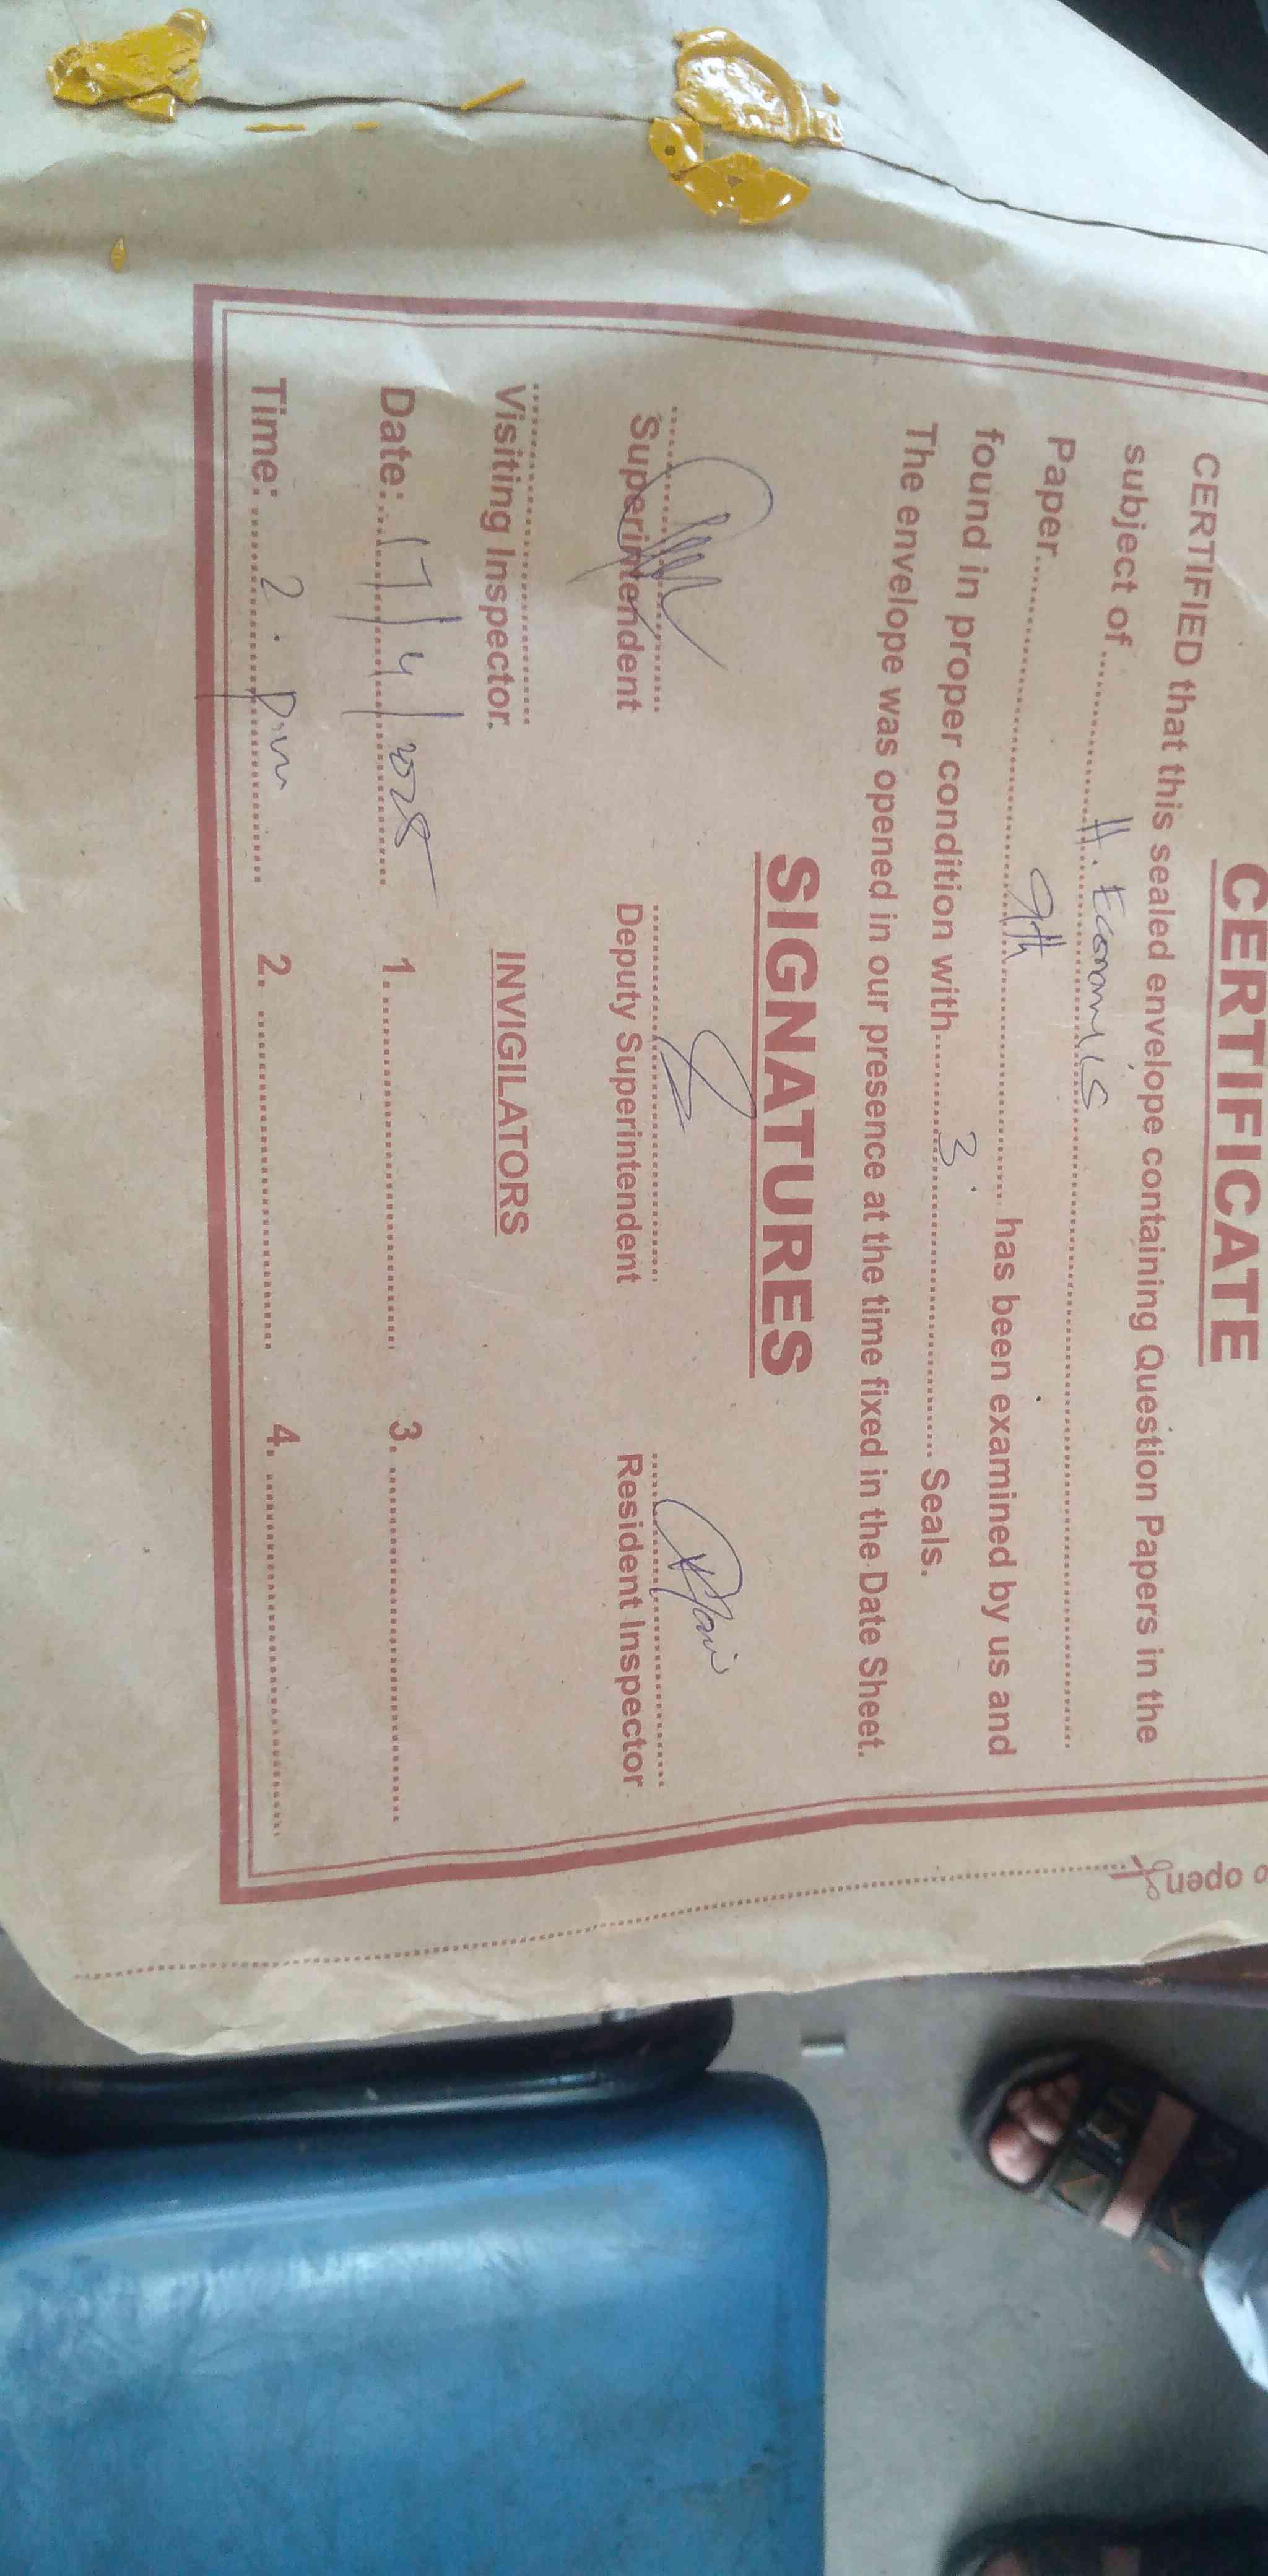 CERTIFICATE
CERTIFIED that this sealed envelope containing Question Papers in the
subject of H. Economics
Paper 9th has been examined by us and
found in proper condition with 3 Seals.
The envelope was opened in our presence at the time fixed in the Date Sheet.
SIGNATURES
Superintendent Deputy Superintendent Resident Inspector
Visiting Inspector. INVIGILATORS
Date: 17/4/2025 1. 3.
Time: 2. pm 2. 4.
open